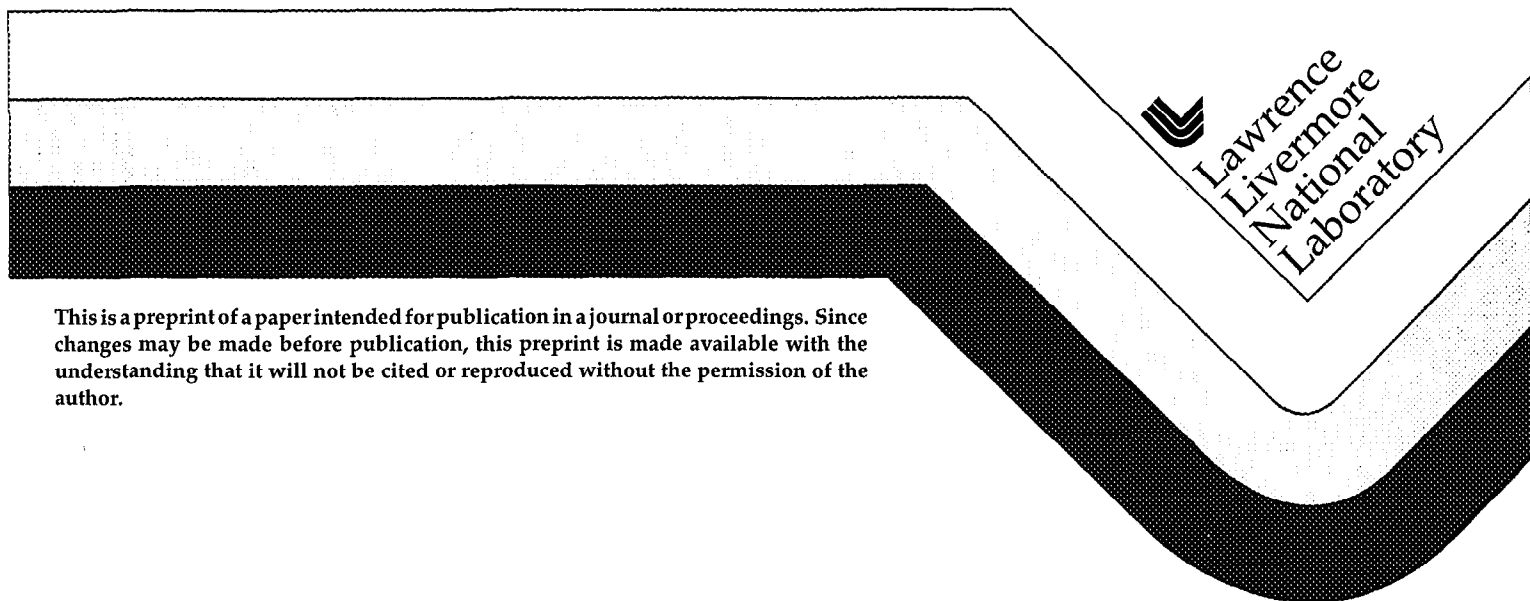 Lawrence
Livermore
National
Laboratory
This is a preprint of a paper intended for publication in a journal or proceedings. Since
changes may be made before publication, this preprint is made available with the
understanding that it will not be cited or reproduced without the permission of the
author.